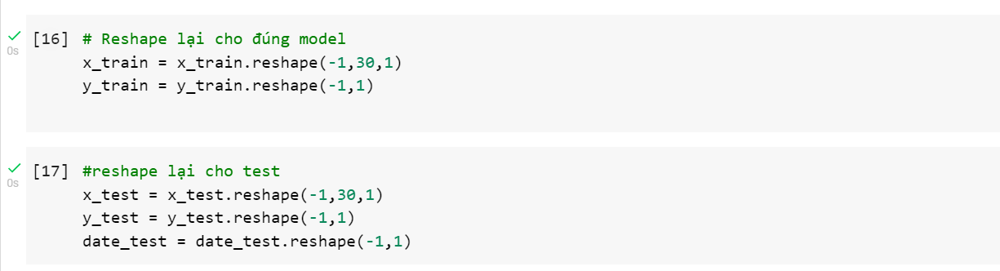 [16] # Reshape lại cho đúng model
x_train = x_train.reshape(-1,30,1)
y_train = y_train.reshape(-1,1)
0s
[17] #reshape lại cho test
x_test = x_test.reshape(-1,30,1)
y_test = y_test.reshape(-1,1)
date_test = date_test.reshape(-1,1)
0s